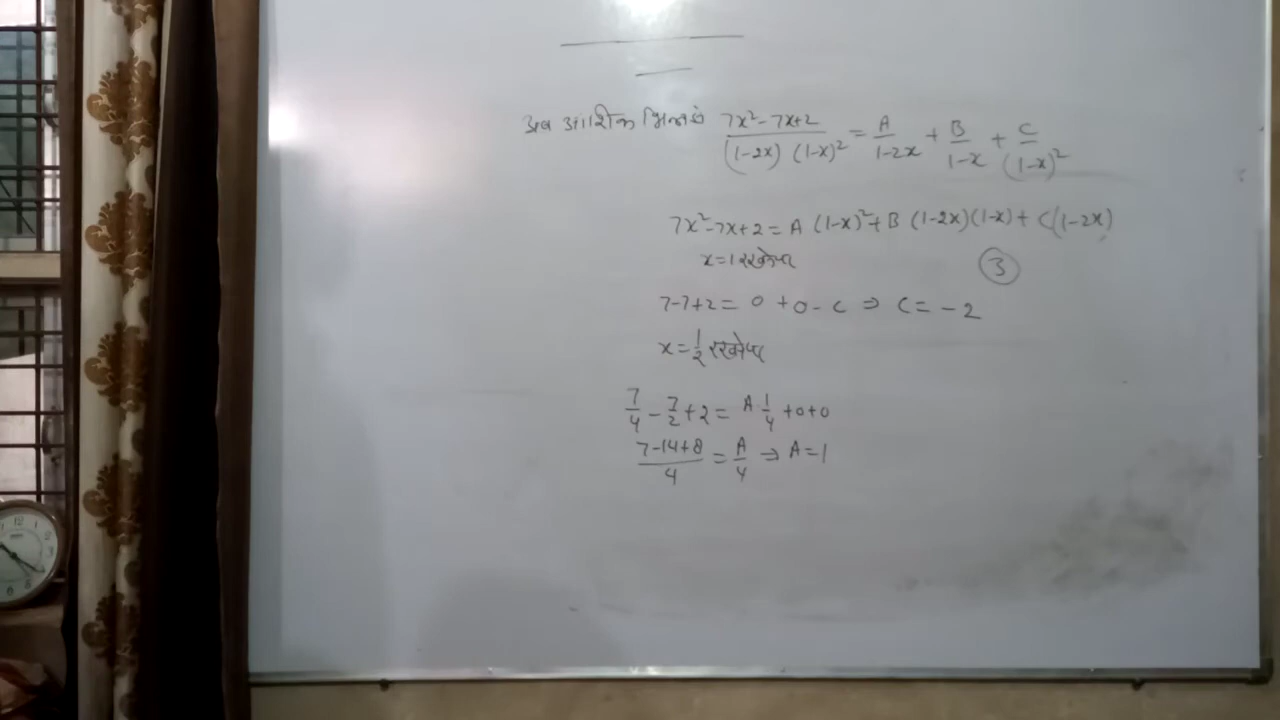 अब आंशिक भिन्नों (7x²-7x+2)/((1-2x) (1-x)²) = A/(1-2x) + B/(1-x) + C/(1-x)²
7x²-7x+2 = A (1-x)² + B (1-2x)(1-x) + C(1-2x)
x=1 रखने पर
3
7-7+2 = 0 + 0 - C ⇒ C = -2
x = 1/2 रखने पर
7/4 - 7/2 + 2 = A 1/4 + 0 + 0
(7-14+8)/4 = A/4 ⇒ A = 1
12